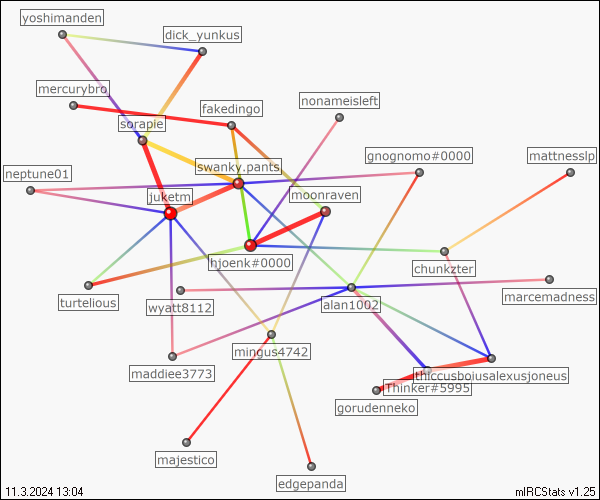 yoshimanden
dick_yunkus
mercurybro
fakedingo
nonameisleft
sorapie
gnognomo#0000
mattnesslp
neptune01
swanky.pants
juketm
moonraven
hjoenk#0000
chunkzter
turtelious
wyatt8112
alan1002
marcemadness
mingus4742
maddiee3773
thiccusboiusalexusjoneus
Thinker#5995
gorudenneko
majestico
edgepanda
11.3.2024 13:04
mIRCStats v1.25